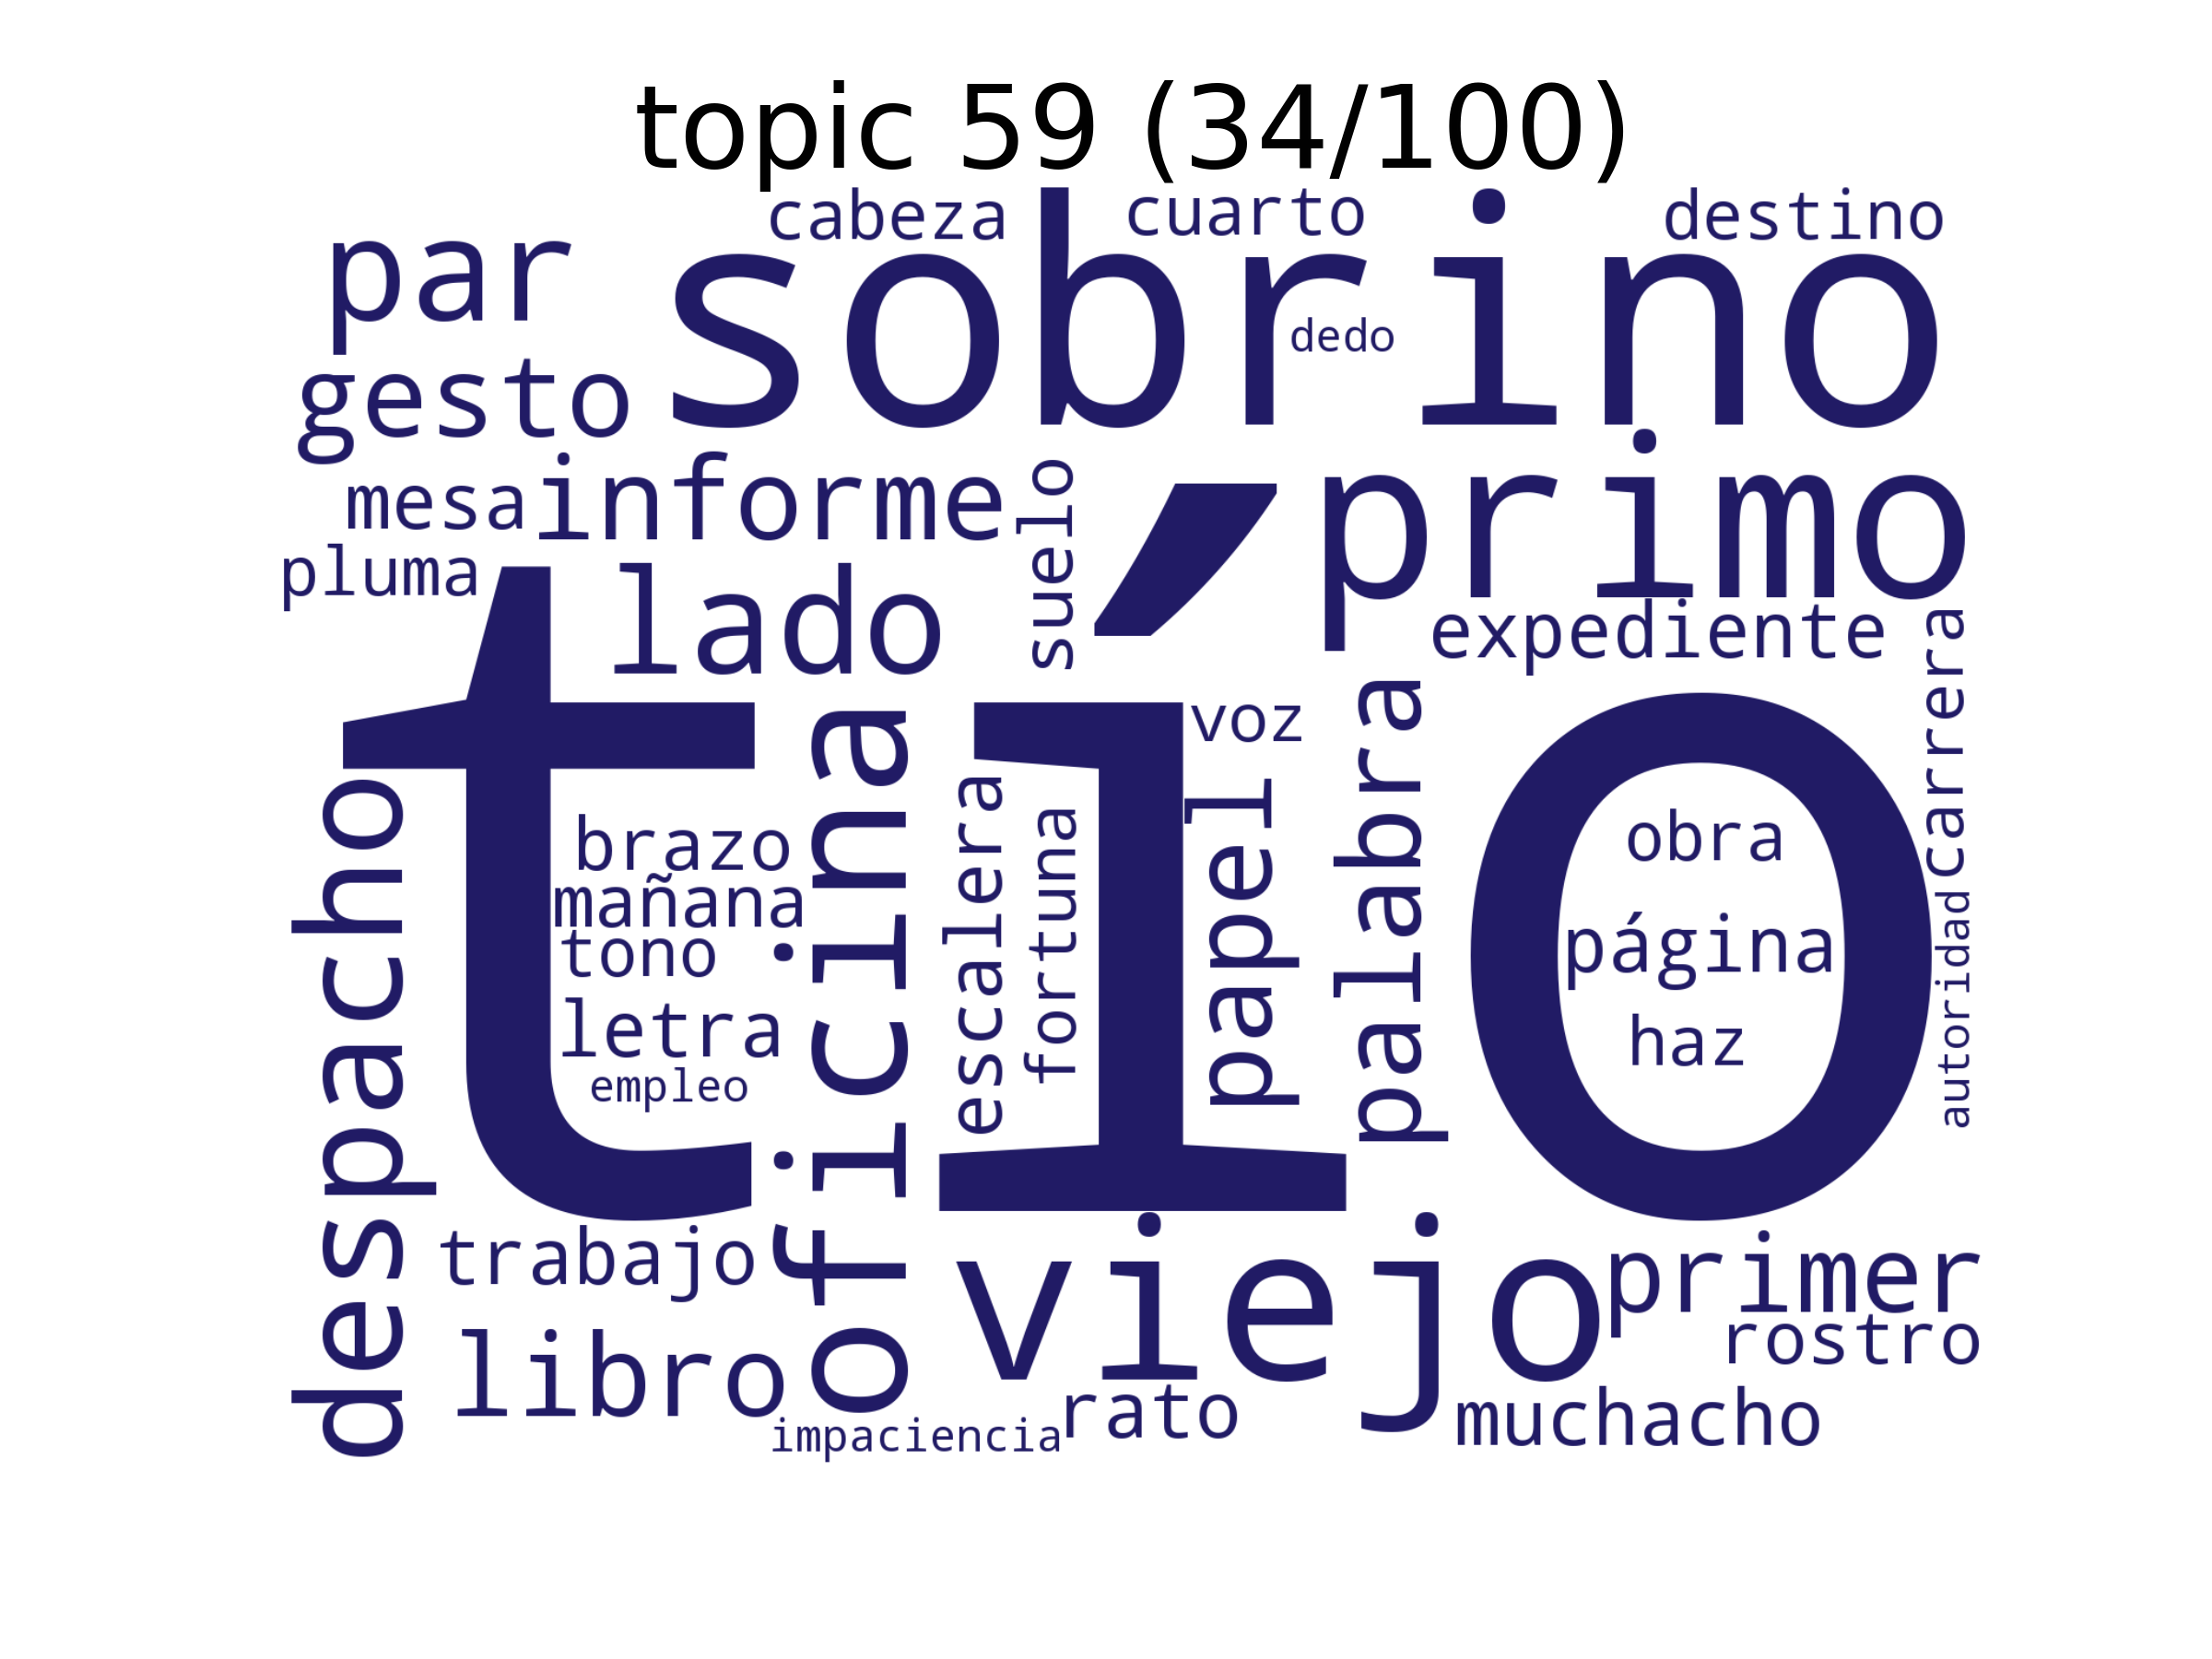 topic 59 (34/100)
cabeza
cuarto
destino
par
sobrino
dedo
gesto
mesa
informe
suelo
primo
pluma
lado
expediente
carrera
tío
voz
palabra
despacho
oficina
brazo
mañana
tono
letra
empleo
escalera
fortuna
papel
obra
página
haz
autoridad
trabajo
viejo
primer
rostro
libro
rato
muchacho
impaciencia